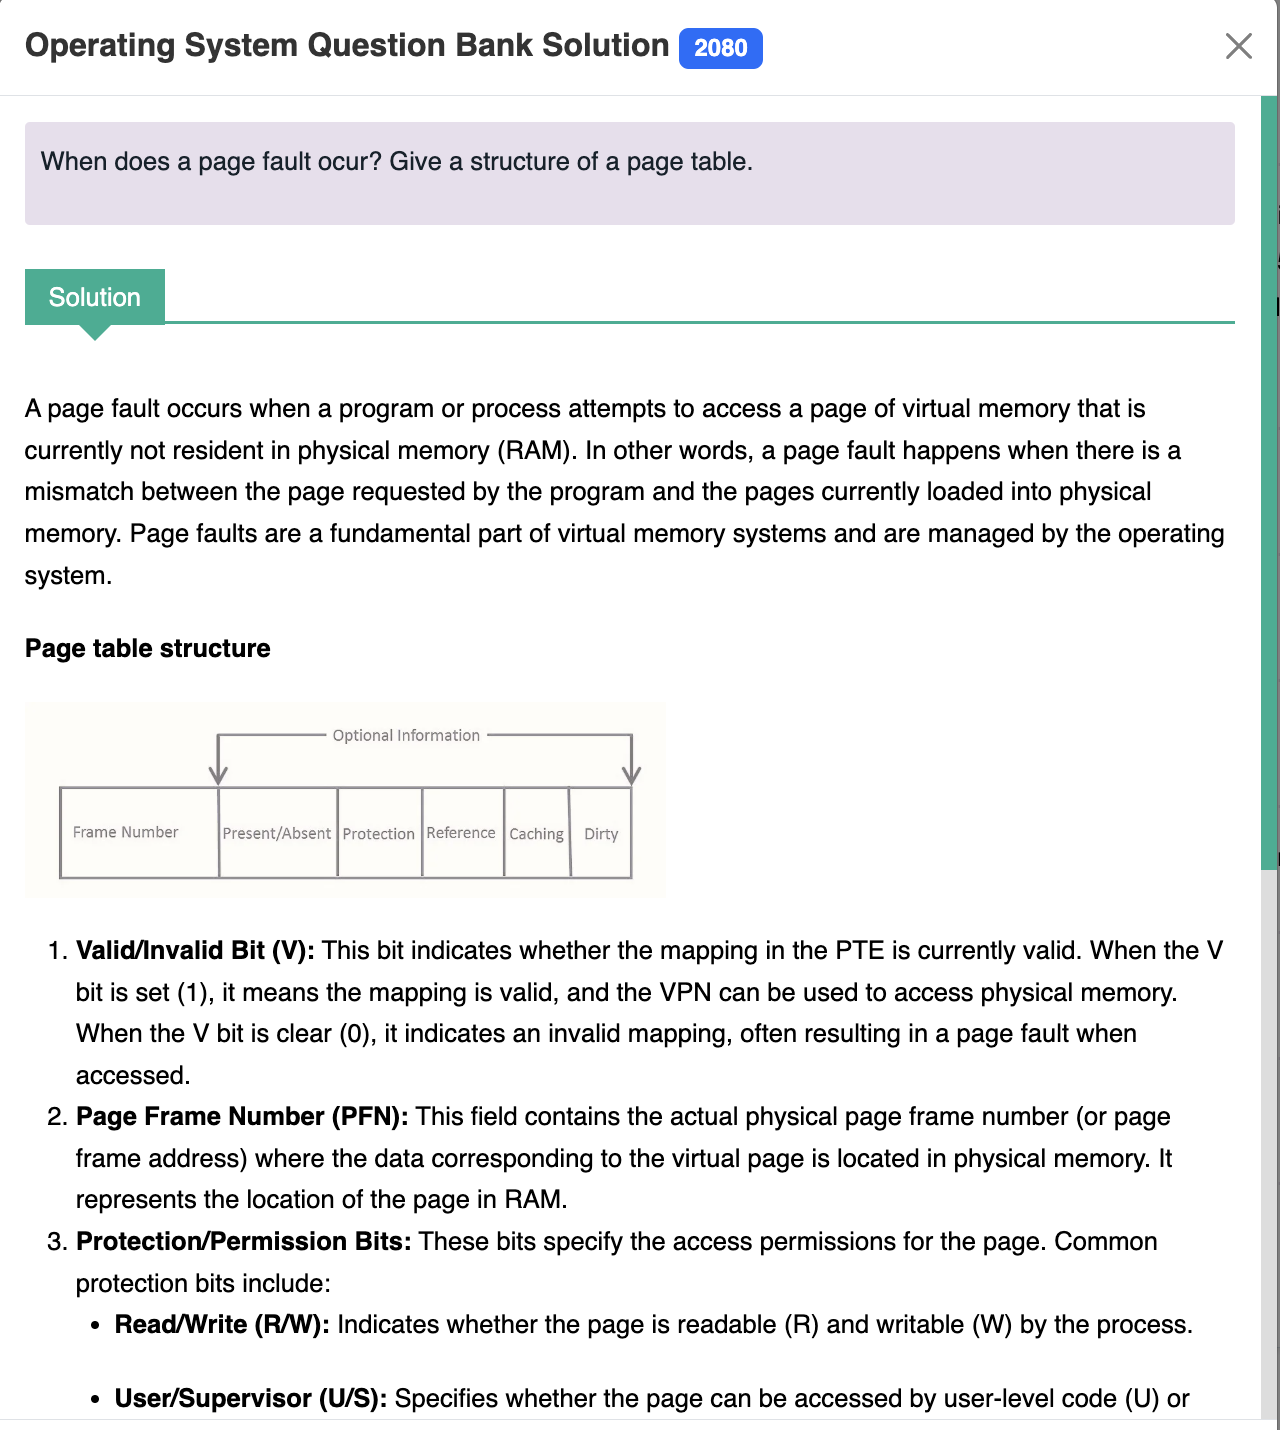 Operating System Question Bank Solution 2080
When does a page fault ocur? Give a structure of a page table.
Solution
A page fault occurs when a program or process attempts to access a page of virtual memory that is
currently not resident in physical memory (RAM). In other words, a page fault happens when there is a
mismatch between the page requested by the program and the pages currently loaded into physical
memory. Page faults are a fundamental part of virtual memory systems and are managed by the operating
system.
Page table structure
Optional Information
Frame Number Present/Absent Protection Reference Caching Dirty
1. Valid/Invalid Bit (V): This bit indicates whether the mapping in the PTE is currently valid. When the V
bit is set (1), it means the mapping is valid, and the VPN can be used to access physical memory.
When the V bit is clear (0), it indicates an invalid mapping, often resulting in a page fault when
accessed.
2. Page Frame Number (PFN): This field contains the actual physical page frame number (or page
frame address) where the data corresponding to the virtual page is located in physical memory. It
represents the location of the page in RAM.
3. Protection/Permission Bits: These bits specify the access permissions for the page. Common
protection bits include:
• Read/Write (R/W): Indicates whether the page is readable (R) and writable (W) by the process.
• User/Supervisor (U/S): Specifies whether the page can be accessed by user-level code (U) or